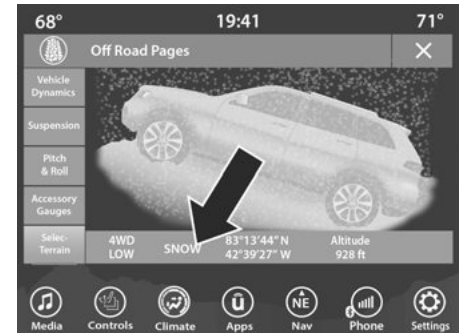 68°
19:41
71°
Off Road Pages
Vehicle
Dynamics
Suspension
Pitch
& Roll
Accessory
Gauges
Selec-
Terrain
4WD
LOW
SNOW
83°13'44" N
42°39'27" W
Altitude
928 ft
ū
NE
Media
Controls
Climate
Apps
Nav
Phone
Settings